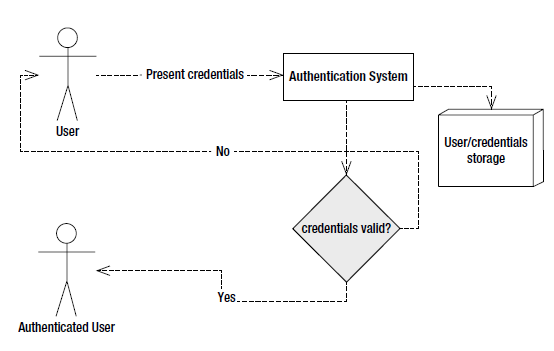 Present credentials
Authentication System
User
User/credentials
storage
No
credentials valid?
Yes
Authenticated User